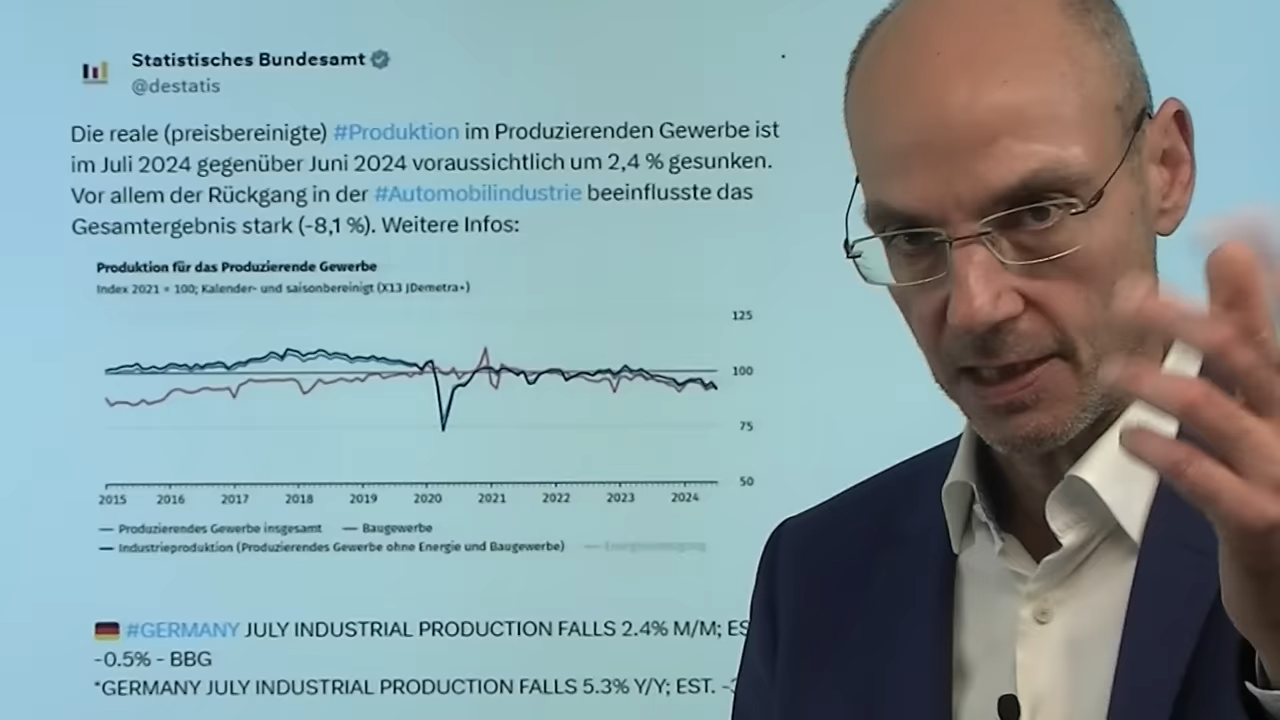 Statistisches Bundesamt
@destatis
Die reale (preisbereinigte) #Produktion im Produzierenden Gewerbe ist
im Juli 2024 gegenüber Juni 2024 voraussichtlich um 2,4 % gesunken.
Vor allem der Rückgang in der #Automobilindustrie beeinflusste das
Gesamtergebnis stark (-8,1 %). Weitere Infos:
Produktion für das Produzierende Gewerbe
Index 2021 = 100; Kalender- und saisonbereinigt (X13 JDemetra+)
125
100
75
50
2015 2016 2017 2018 2019 2020 2021 2022 2023 2024
Produzierendes Gewerbe insgesamt Baugewerbe
Industrieproduktion (Produzierendes Gewerbe ohne Energie und Baugewerbe)
#GERMANY JULY INDUSTRIAL PRODUCTION FALLS 2.4% M/M; ES
-0.5% - BBG
*GERMANY JULY INDUSTRIAL PRODUCTION FALLS 5.3% Y/Y; EST.